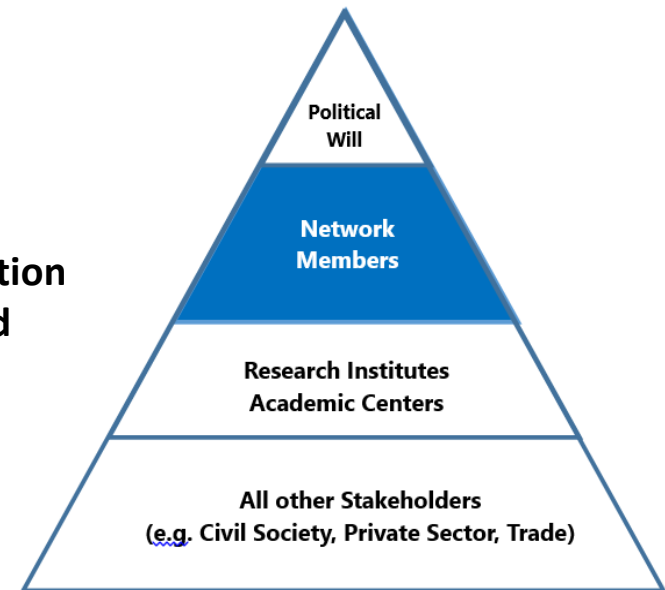 Political
Will
Network
Members
tion
d
Research Institutes
Academic Centers
All other Stakeholders
(e.g. Civil Society, Private Sector, Trade)